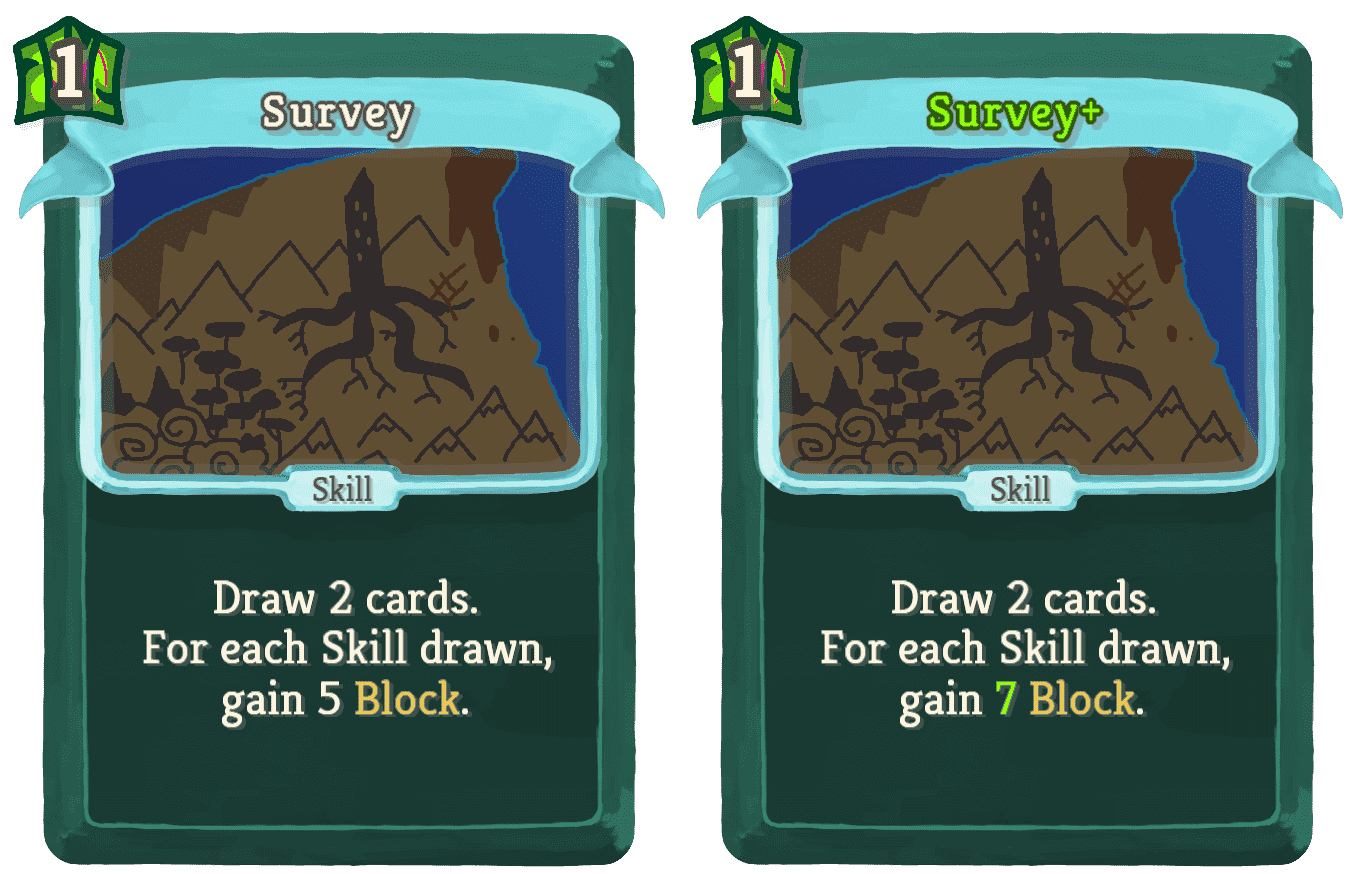 1
Survey
Skill
Draw 2 cards.
For each Skill drawn,
gain 5 Block.
1
Survey+
Skill
Draw 2 cards.
For each Skill drawn,
gain 7 Block.